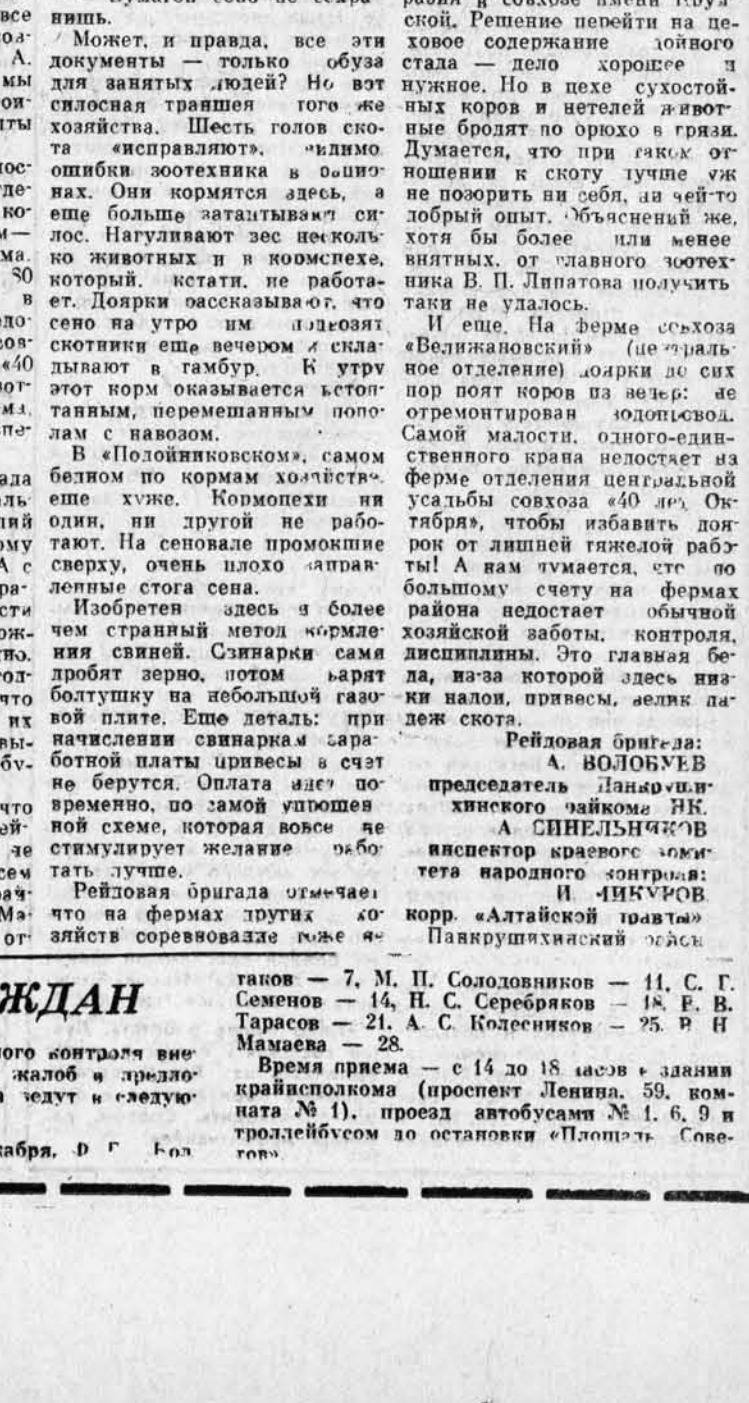 все
А.
мы
ма.
80
в
«40
что
их
что
нишь.
Может, и правда, все эти
документы — только обуза
для занятых людей? Но вот
силосная траншея того же
хозяйства. Шесть голов ско-
та «исправляют», видимо
ошибки зоотехника в рацио-
нах. Они кормятся здесь, а
еще больше затаптывают си-
лос. Нагуливают вес несколь-
ко животных и в кормоцехе,
который, кстати, не работа-
ет. Доярки рассказывают, что
сено на утро им подвозят
скотники еще вечером и скла-
дывают в тамбур. К утру
этот корм оказывается встоп-
танным, перемешанным попо-
лам с навозом.
В «Подойниковском», самом
бедном по кормам хозяйстве,
еще хуже. Кормоцехи ни
один, ни другой не рабо-
тают. На сеновале промокшие
сверху, очень плохо заправ-
ленные стога сена.
Изобретен здесь и более
чем странный метод кормле-
ния свиней. Свинарки сами
дробят зерно, потом варят
болтушку на небольшой газо-
вой плите. Еще деталь: при
начислении свинаркам зара-
ботной платы привесы в счет
не берутся. Оплата идет по-
временно, по самой упрощен
ной схеме, которая вовсе не
стимулирует желание рабо-
тать лучше.
Рейдовая бригада отмечает
что на фермах других хо-
зяйств соревнование тоже не
ской. Решение перейти на це-
ховое содержание дойного
стада — дело хорошее и
нужное. Но в цехе сухостой-
ных коров и нетелей живот-
ные бродят по брюхо в грязи.
Думается, что при таком от-
ношении к скоту лучше уж
не позорить ни себя, ни чей-то
добрый опыт. Объяснений же,
хотя бы более или менее
внятных, от главного зоотех-
ника В. П. Липатова получить
таки не удалось.
И еще. На ферме совхоза
«Велижановский» (централь-
ное отделение) доярки до сих
пор поят коров из ведер: не
отремонтирован водопровод.
Самой малости, одного-един-
ственного крана недостает на
ферме отделения центральной
усадьбы совхоза «40 лет Ок-
тября», чтобы избавить доя-
рок от лишней тяжелой рабо-
ты! А нам думается, что по
большому счету на фермах
района недостает обычной
хозяйской заботы, контроля,
дисциплины. Это главная бе-
да, из-за которой здесь низ-
ки надои, привесы, велик па-
деж скота.
Рейдовая бригада:
А. ВОЛОБУЕВ
председатель Панкруши-
хинского райкома НК.
А СИНЕЛЬНИКОВ
инспектор краевого коми-
тета народного контроля:
И.
корр. «Алтайской правды»
Панкрушихинский район
ЖДАН
ного контроля вне
жалоб и предло-
ведут в следую-
таков — 7, М. П. Солодовников — 11, С. Г.
Семенов — 14, Н. С. Серебряков — 18, В.
Тарасов — 21, А. С. Колесников — 25, Н
Мамаева — 28.
Время приема — с 14 до 18 часов в здании
крайисполкома (проспект Ленина, 59, ком-
ната № 1), проезд автобусами № 1, 6, 9 и
троллейбусом до остановки «Площадь Сове-
тов»